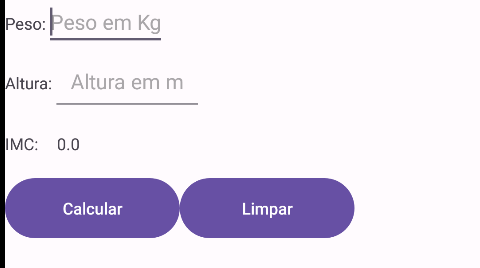 Peso: Peso em Kg
Altura: Altura em m
IMC: 0.0
Calcular Limpar